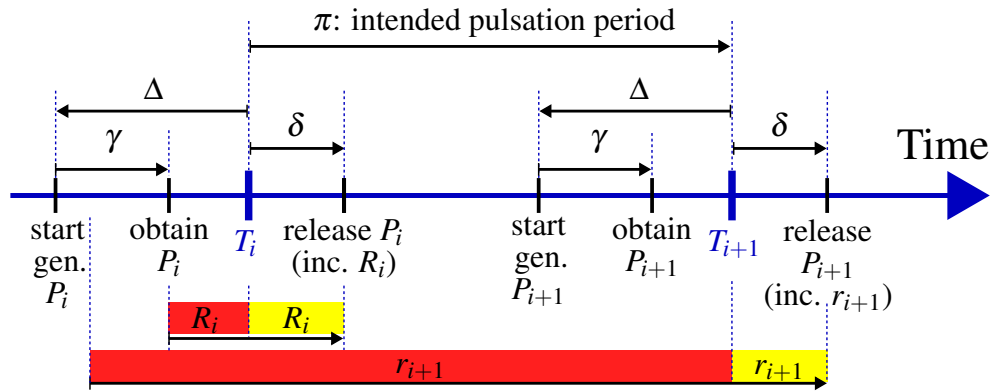 π: intended pulsation period
Δ
Δ
γ
δ
γ
δ
Time
start
gen.
P_i
obtain
P_i
T_i
release P_i
(inc. R_i)
start
gen.
P_{i+1}
obtain
P_{i+1}
T_{i+1}
release
P_{i+1}
(inc. r_{i+1})
R_i
R_i
r_{i+1}
r_{i+1}